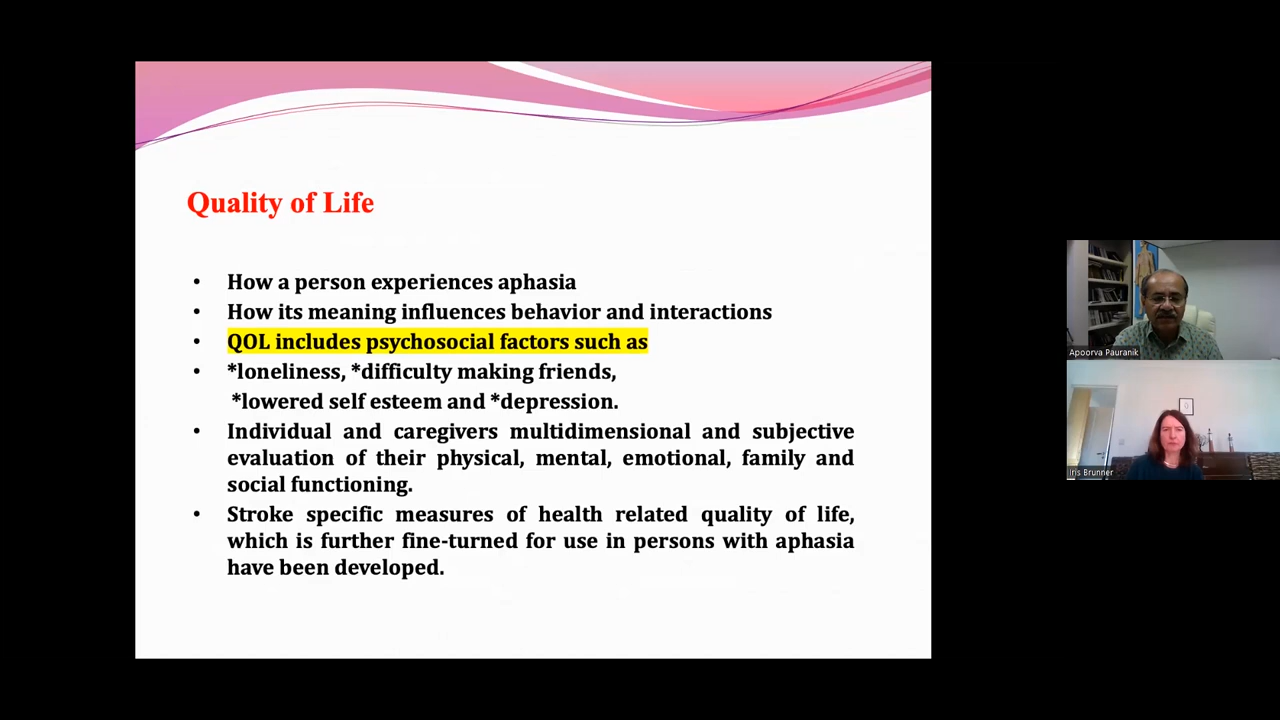 Quality of Life
• How a person experiences aphasia
• How its meaning influences behavior and interactions
• QOL includes psychosocial factors such as
• *loneliness, *difficulty making friends,
*lowered self esteem and *depression.
• Individual and caregivers multidimensional and subjective
evaluation of their physical, mental, emotional, family and
social functioning.
• Stroke specific measures of health related quality of life,
which is further fine-turned for use in persons with aphasia
have been developed.
Apoorva Pauranik
Iris Brunner